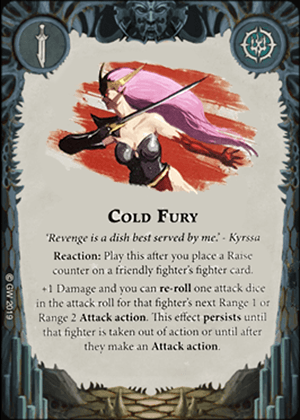 COLD FURY
'Revenge is a dish best served by me.' - Kyrssa
Reaction: Play this after you place a Raise
counter on a friendly fighter's fighter card.
+1 Damage and you can re-roll one attack dice
in the attack roll for that fighter's next Range 1 or
Range 2 Attack action. This effect persists until
that fighter is taken out of action or until after
they make an Attack action.
© GW 2019